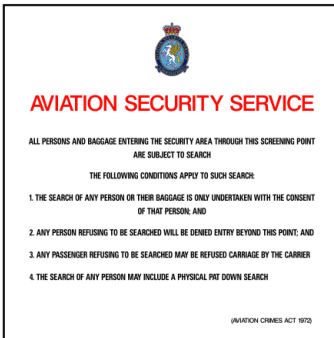 AVIATION SECURITY SERVICE
ALL PERSONS AND BAGGAGE ENTERING THE SECURITY AREA THROUGH THIS SCREENING POINT
ARE SUBJECT TO SEARCH
THE FOLLOWING CONDITIONS APPLY TO SUCH SEARCH:
1. THE SEARCH OF ANY PERSON OR THEIR BAGGAGE IS ONLY UNDERTAKEN WITH THE CONSENT
OF THAT PERSON; AND
2. ANY PERSON REFUSING TO BE SEARCHED WILL BE DENIED ENTRY BEYOND THIS POINT; AND
3. ANY PASSENGER REFUSING TO BE SEARCHED MAY BE REFUSED CARRIAGE BY THE CARRIER
4. THE SEARCH OF ANY PERSON MAY INCLUDE A PHYSICAL PAT DOWN SEARCH
(AVIATION CRIMES ACT 1972)